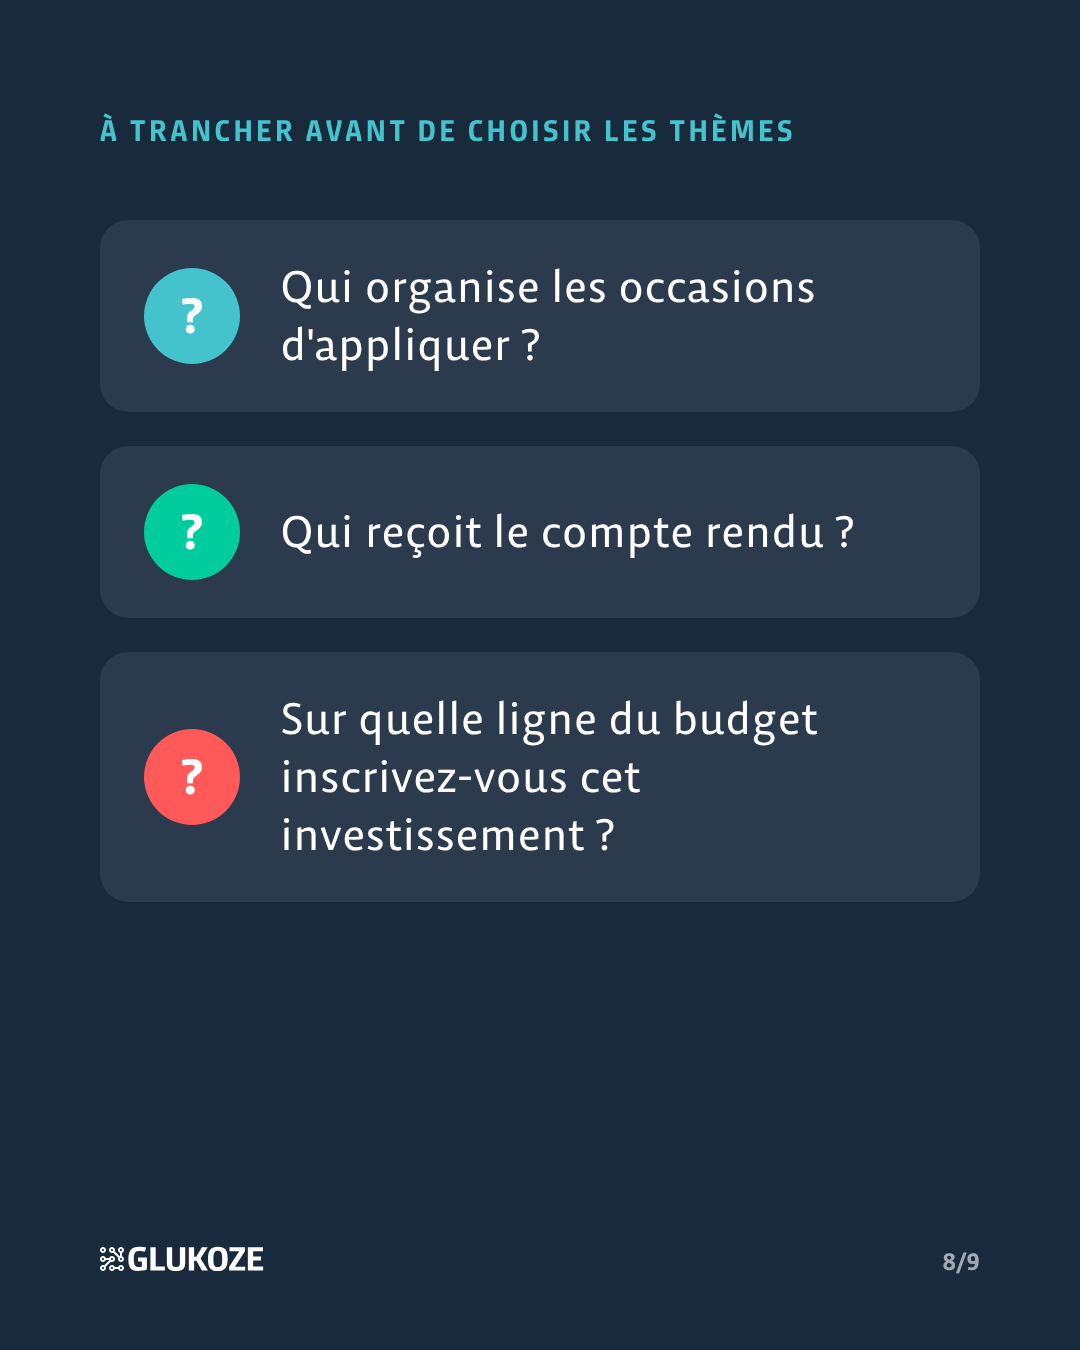 À TRANCHER AVANT DE CHOISIR LES THÈMES
?
Qui organise les occasions
d'appliquer ?
?
Qui reçoit le compte rendu ?
?
Sur quelle ligne du budget
inscrivez-vous cet
investissement ?
GLUKOZE
8/9